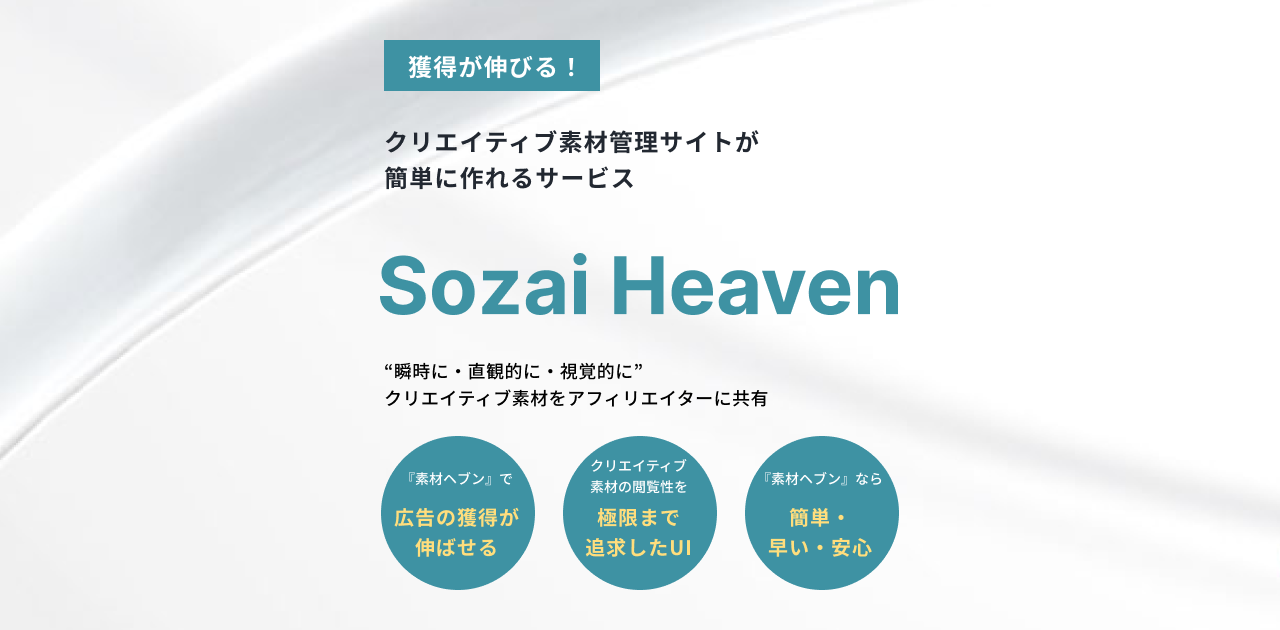 獲得が伸びる！
クリエイティブ素材管理サイトが
簡単に作れるサービス
Sozai Heaven
“瞬時に・直観的に・視覚的に”
クリエイティブ素材をアフィリエイターに共有
『素材ヘブン』で
広告の獲得が
伸ばせる
クリエイティブ
素材の閲覧性を
極限まで
追求したUI
『素材ヘブン』なら
簡単・
早い・安心